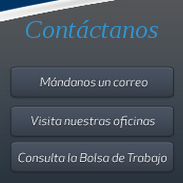 Contáctanos
Mándanos un correo
Visita nuestras oficinas
Consulta la Bolsa de Trabajo